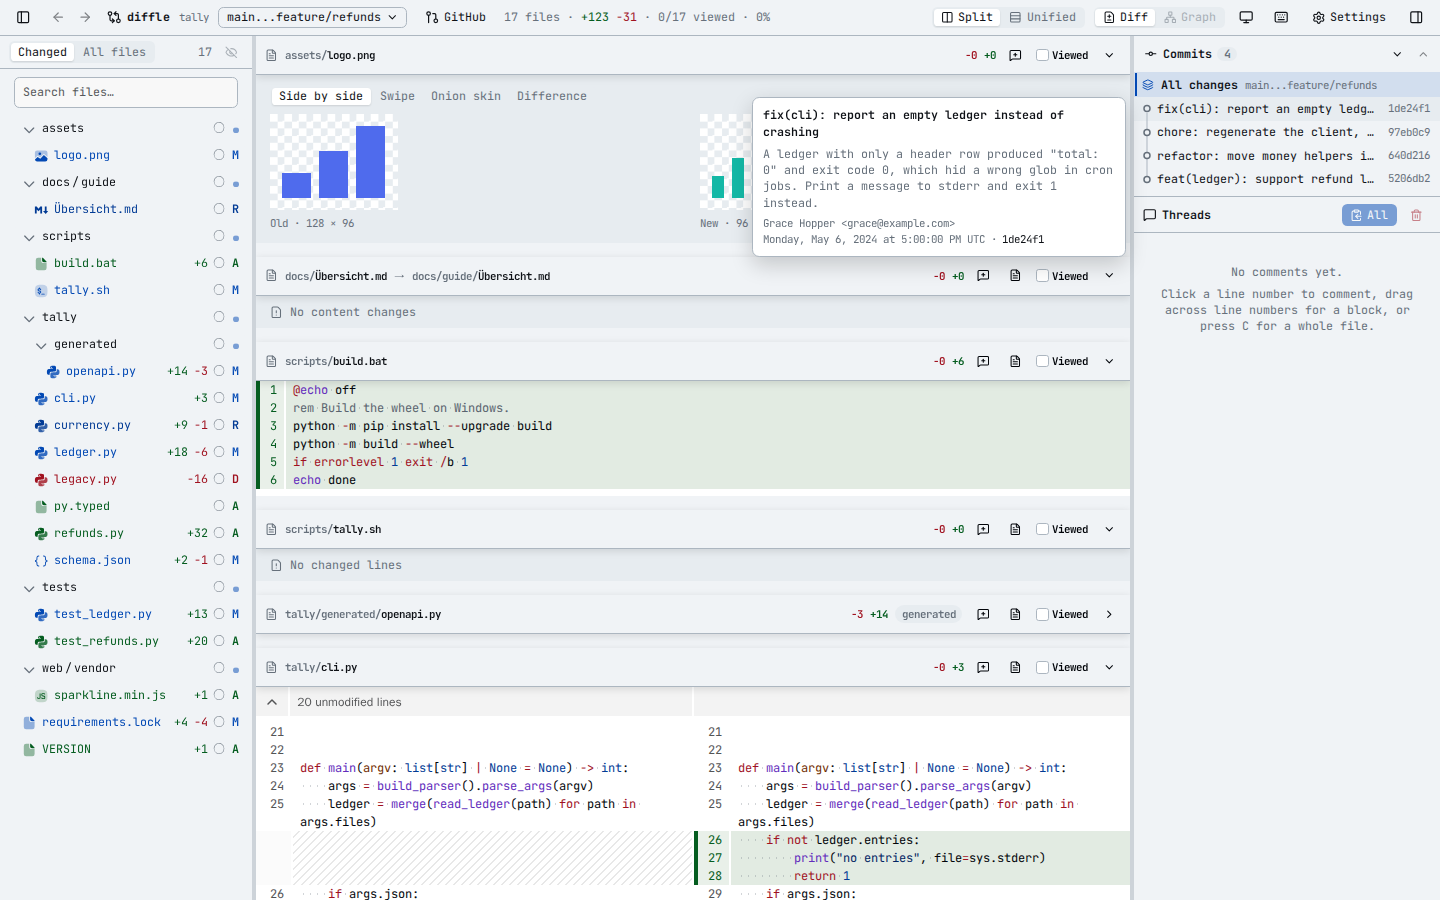 diffle tally main...feature/refunds GitHub 17 files · +123 -31 · 0/17 viewed · 0% Split Unified Diff Graph Settings
Changed All files 17
Search files…
assets
logo.png M
docs/guide
Übersicht.md R
scripts
build.bat +6 A
tally.sh M
tally
generated
openapi.py +14 -3 M
cli.py +3 M
currency.py +9 -1 R
ledger.py +18 -6 M
legacy.py -16 D
py.typed A
refunds.py +32 A
schema.json +2 -1 M
tests
test_ledger.py +13 M
test_refunds.py +20 A
web/vendor
sparkline.min.js +1 A
requirements.lock +4 -4 M
VERSION +1 A
assets/logo.png -0 +0 Viewed
Side by side Swipe Onion skin Difference
Old · 128 × 96
New · 96
fix(cli): report an empty ledger instead of
crashing
A ledger with only a header row produced "total:
0" and exit code 0, which hid a wrong glob in cron
jobs. Print a message to stderr and exit 1
instead.
Grace Hopper <grace@example.com>
Monday, May 6, 2024 at 5:00:00 PM UTC · 1de24f1
docs/Übersicht.md → docs/guide/Übersicht.md -0 +0 Viewed
No content changes
scripts/build.bat -0 +6 Viewed
1 @echo off
2 rem Build the wheel on Windows.
3 python -m pip install --upgrade build
4 python -m build --wheel
5 if errorlevel 1 exit /b 1
6 echo done
scripts/tally.sh -0 +0 Viewed
No changed lines
tally/generated/openapi.py -3 +14 generated Viewed
tally/cli.py -0 +3 Viewed
20 unmodified lines
21
22
23 def main(argv: list[str] | None = None) -> int:
24 args = build_parser().parse_args(argv)
25 ledger = merge(read_ledger(path) for path in
args.files)
26 if args.json:
21
22
23 def main(argv: list[str] | None = None) -> int:
24 args = build_parser().parse_args(argv)
25 ledger = merge(read_ledger(path) for path in
args.files)
26 if not ledger.entries:
27 print("no entries", file=sys.stderr)
28 return 1
29 if args.json:
Commits 4
All changes main...feature/refunds
fix(cli): report an empty ledg… 1de24f1
chore: regenerate the client, … 97eb0c9
refactor: move money helpers i… 640d216
feat(ledger): support refund l… 5206db2
Threads All
No comments yet.
Click a line number to comment, drag
across line numbers for a block, or
press C for a whole file.